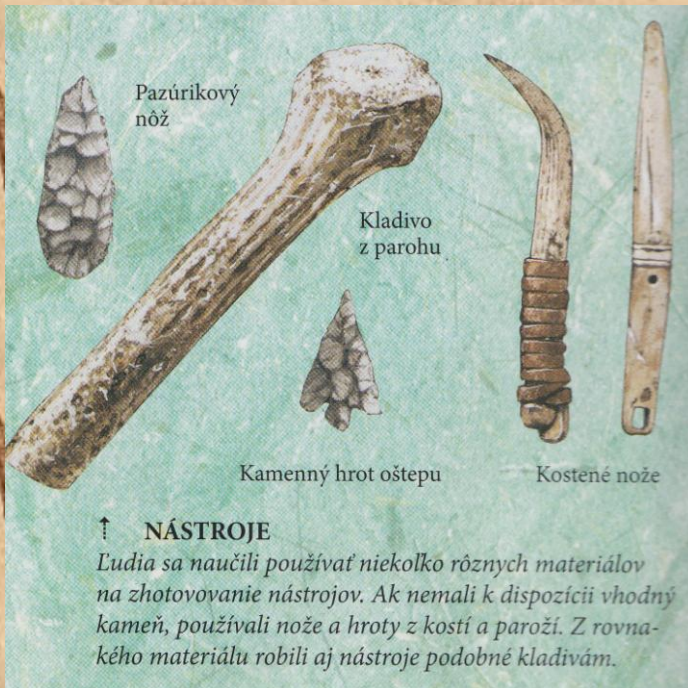 Pazúrikový
nôž
Kladivo
z parohu
Kamenný hrot oštepu
Kostené nože
↑ NÁSTROJE
Ľudia sa naučili používať niekoľko rôznych materiálov
na zhotovovanie nástrojov. Ak nemali k dispozícii vhodný
kameň, používali nože a hroty z kostí a paroží. Z rovna-
kého materiálu robili aj nástroje podobné kladivám.